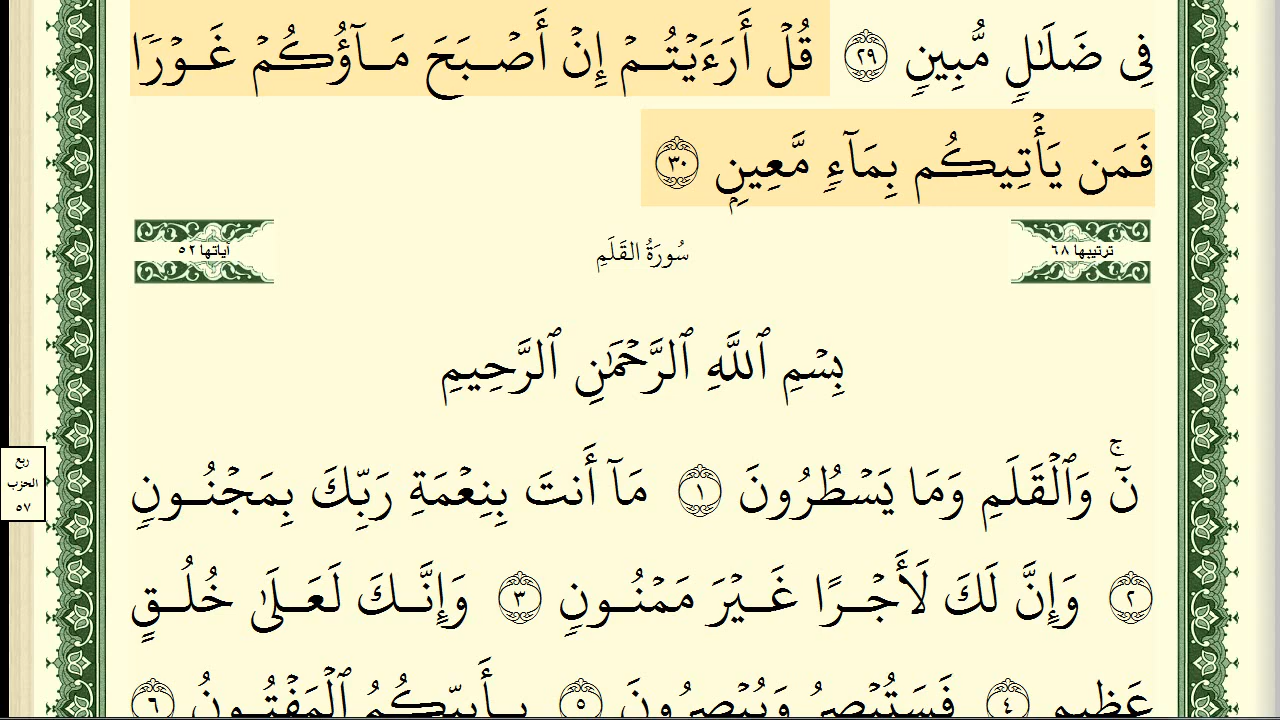 فِى ضَلَٰلٍ مُّبِينٍ ٢٩ قُلْ أَرَءَيْتُمْ إِنْ أَصْبَحَ مَآؤُكُمْ غَوْرًا
فَمَن يَأْتِيكُم بِمَآءٍ مَّعِينٍۭ ٣٠
ترتيبها ٦٨ سُورَةُ القَلَمِ آياتها ٥٢
بِسْمِ ٱللَّهِ ٱلرَّحْمَٰنِ ٱلرَّحِيمِ
نٓ ۚ وَٱلْقَلَمِ وَمَا يَسْطُرُونَ ١ مَآ أَنتَ بِنِعْمَةِ رَبِّكَ بِمَجْنُونٍ
٢ وَإِنَّ لَكَ لَأَجْرًا غَيْرَ مَمْنُونٍ ٣ وَإِنَّكَ لَعَلَىٰ خُلُقٍ
عَظِيمٍ ٤ فَسَتُبْصِرُ وَيُبْصِرُونَ ٥ بِأَييِّكُمُ ٱلْمَفْتُونُ ٦
ربع
الحزب
٥٧